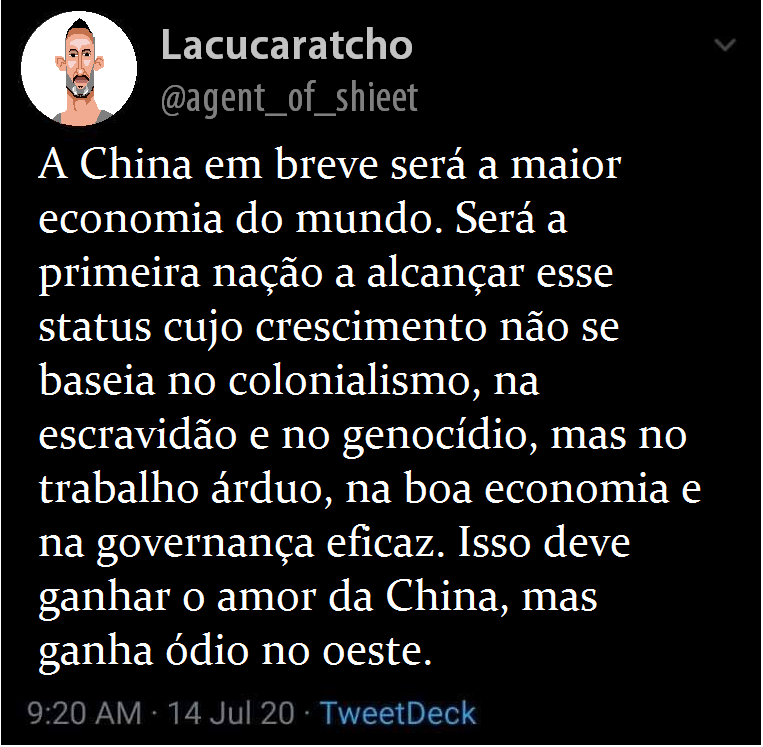 Lacucaratcho
@agent_of_shieet
A China em breve será a maior
economia do mundo. Será a
primeira nação a alcançar esse
status cujo crescimento não se
baseia no colonialismo, na
escravidão e no genocídio, mas no
trabalho árduo, na boa economia e
na governança eficaz. Isso deve
ganhar o amor da China, mas
ganha ódio no oeste.
9:20 AM · 14 Jul 20 · TweetDeck